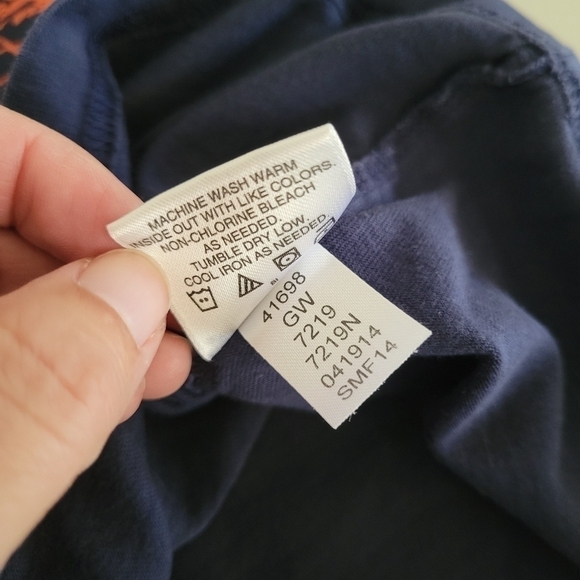 MACHINE WASH WARM
INSIDE OUT WITH LIKE COLORS.
NON-CHLORINE BLEACH
AS NEEDED.
TUMBLE DRY LOW.
COOL IRON AS NEEDED
41698
GW
7219
7219N
041914
SMF14